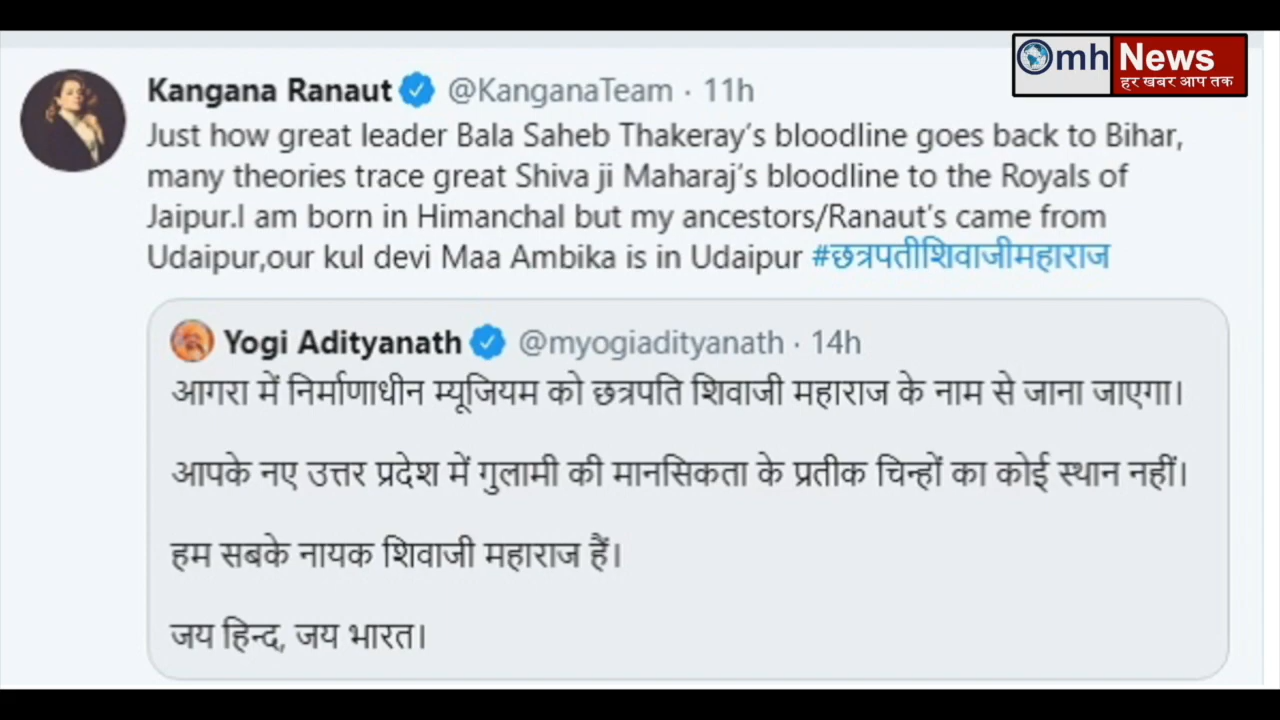 mh News
हर खबर आप तक
Kangana Ranaut @KanganaTeam · 11h
Just how great leader Bala Saheb Thakeray's bloodline goes back to Bihar,
many theories trace great Shiva ji Maharaj's bloodline to the Royals of
Jaipur.I am born in Himanchal but my ancestors/Ranaut's came from
Udaipur,our kul devi Maa Ambika is in Udaipur #छत्रपतीशिवाजीमहाराज
Yogi Adityanath @myogiadityanath · 14h
आगरा में निर्माणाधीन म्यूजियम को छत्रपति शिवाजी महाराज के नाम से जाना जाएगा।
आपके नए उत्तर प्रदेश में गुलामी की मानसिकता के प्रतीक चिन्हों का कोई स्थान नहीं।
हम सबके नायक शिवाजी महाराज हैं।
जय हिन्द, जय भारत।